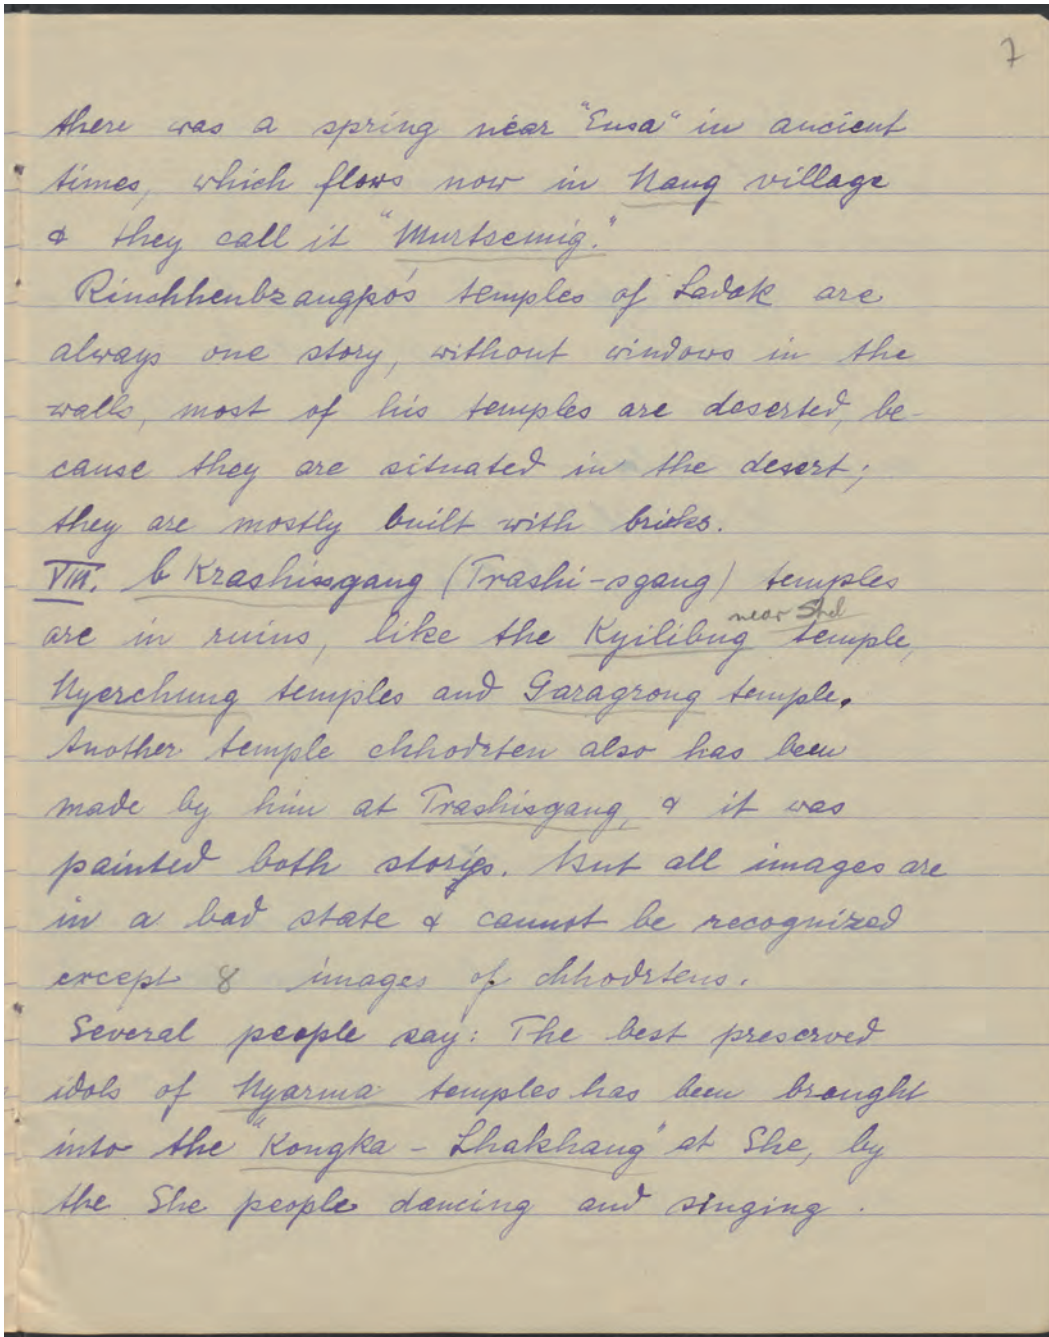 7
there was a spring near "Ensa" in ancient
times, which flows now in Nang village
& they call it "Murtsemig."
Rinchhenbzangpo's temples of Ladak are
always one story, without windows in the
walls, most of his temples are deserted, be-
cause they are situated in the desert;
they are mostly built with bricks.
VIII. bKrashissgang (Trashi-sgang) temples
near Shel
are in ruins, like the Kyilibug temple,
Nyerchung temples and Garagrong temple.
Another temple chhodrten also has been
made by him at Trashisgang, & it was
painted both stories. But all images are
in a bad state & cannot be recognized
except 8 images of chhodrtens.
Several people say: The best preserved
idols of Nyarma temples has been brought
into the "Kongka - Lhakhang" at She, by
the She people dancing and singing.